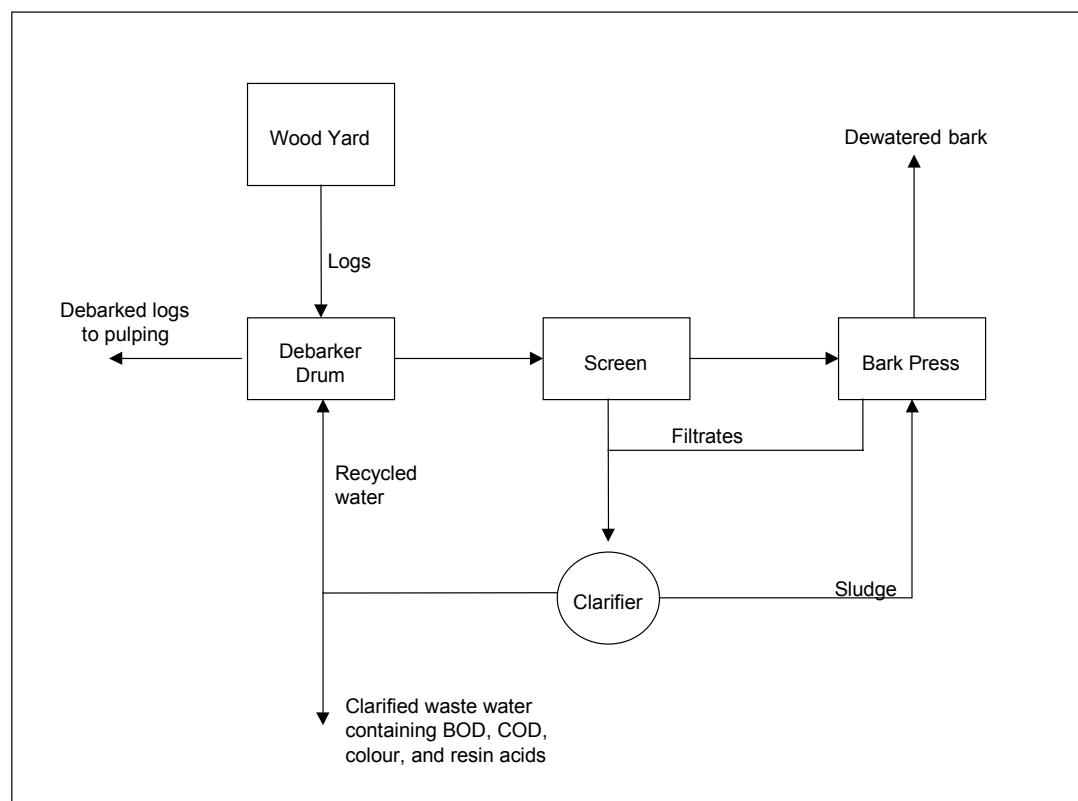 Wood Yard
Dewatered bark
Logs
Debarked logs
to pulping
Debarker
Drum
Screen
Bark Press
Filtrates
Recycled
water
Clarifier
Sludge
Clarified waste water
containing BOD, COD,
colour, and resin acids